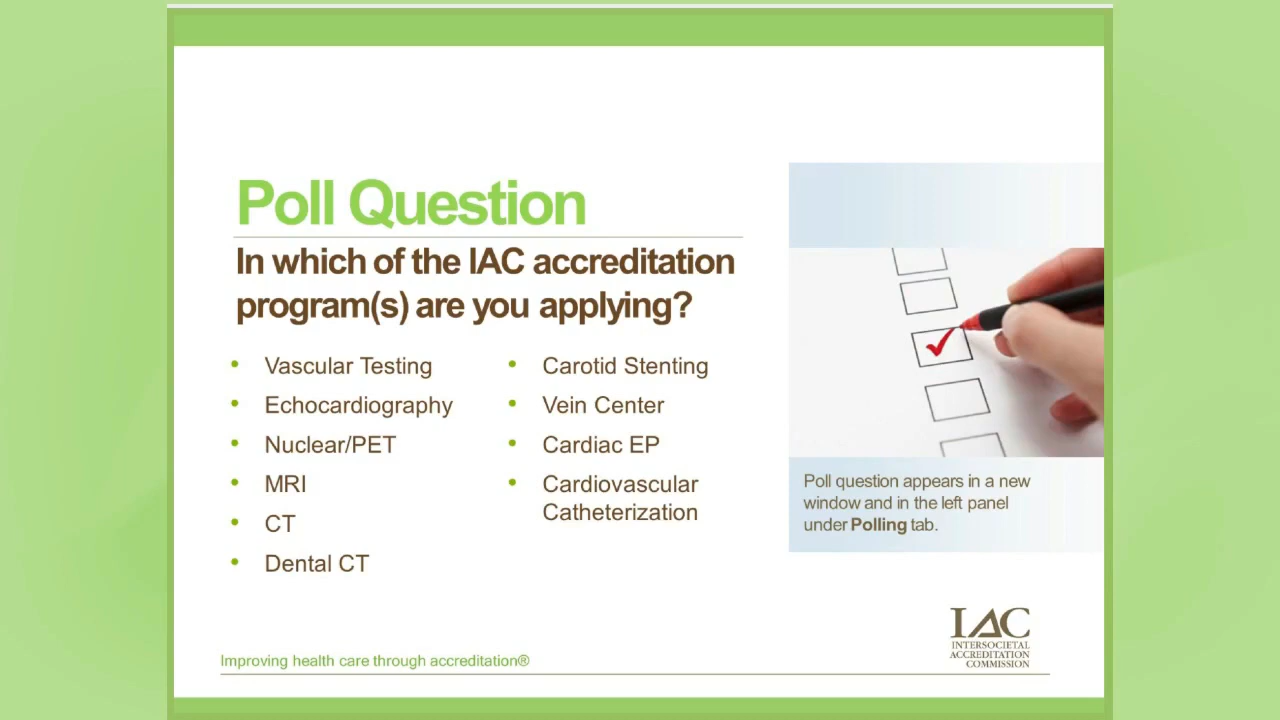 Poll Question
In which of the IAC accreditation
program(s) are you applying?
• Vascular Testing
• Echocardiography
• Nuclear/PET
• MRI
• CT
• Dental CT
• Carotid Stenting
• Vein Center
• Cardiac EP
• Cardiovascular
Catheterization
Poll question appears in a new
window and in the left panel
under Polling tab.
IAC
INTERSOCIETAL
ACCREDITATION
COMMISSION
Improving health care through accreditation®